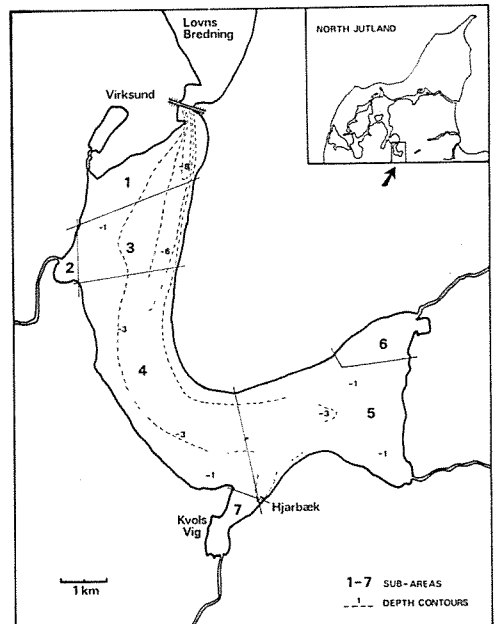 Lovns
Bredning
NORTH JUTLAND
Virksund
-8
1
-1
3
-6
2
-3
6
4
-1
-3
5
-3
-1
-1
7
Hjarbæk
Kvols
Vig
1 km
1-7 SUB-AREAS
1 DEPTH CONTOURS